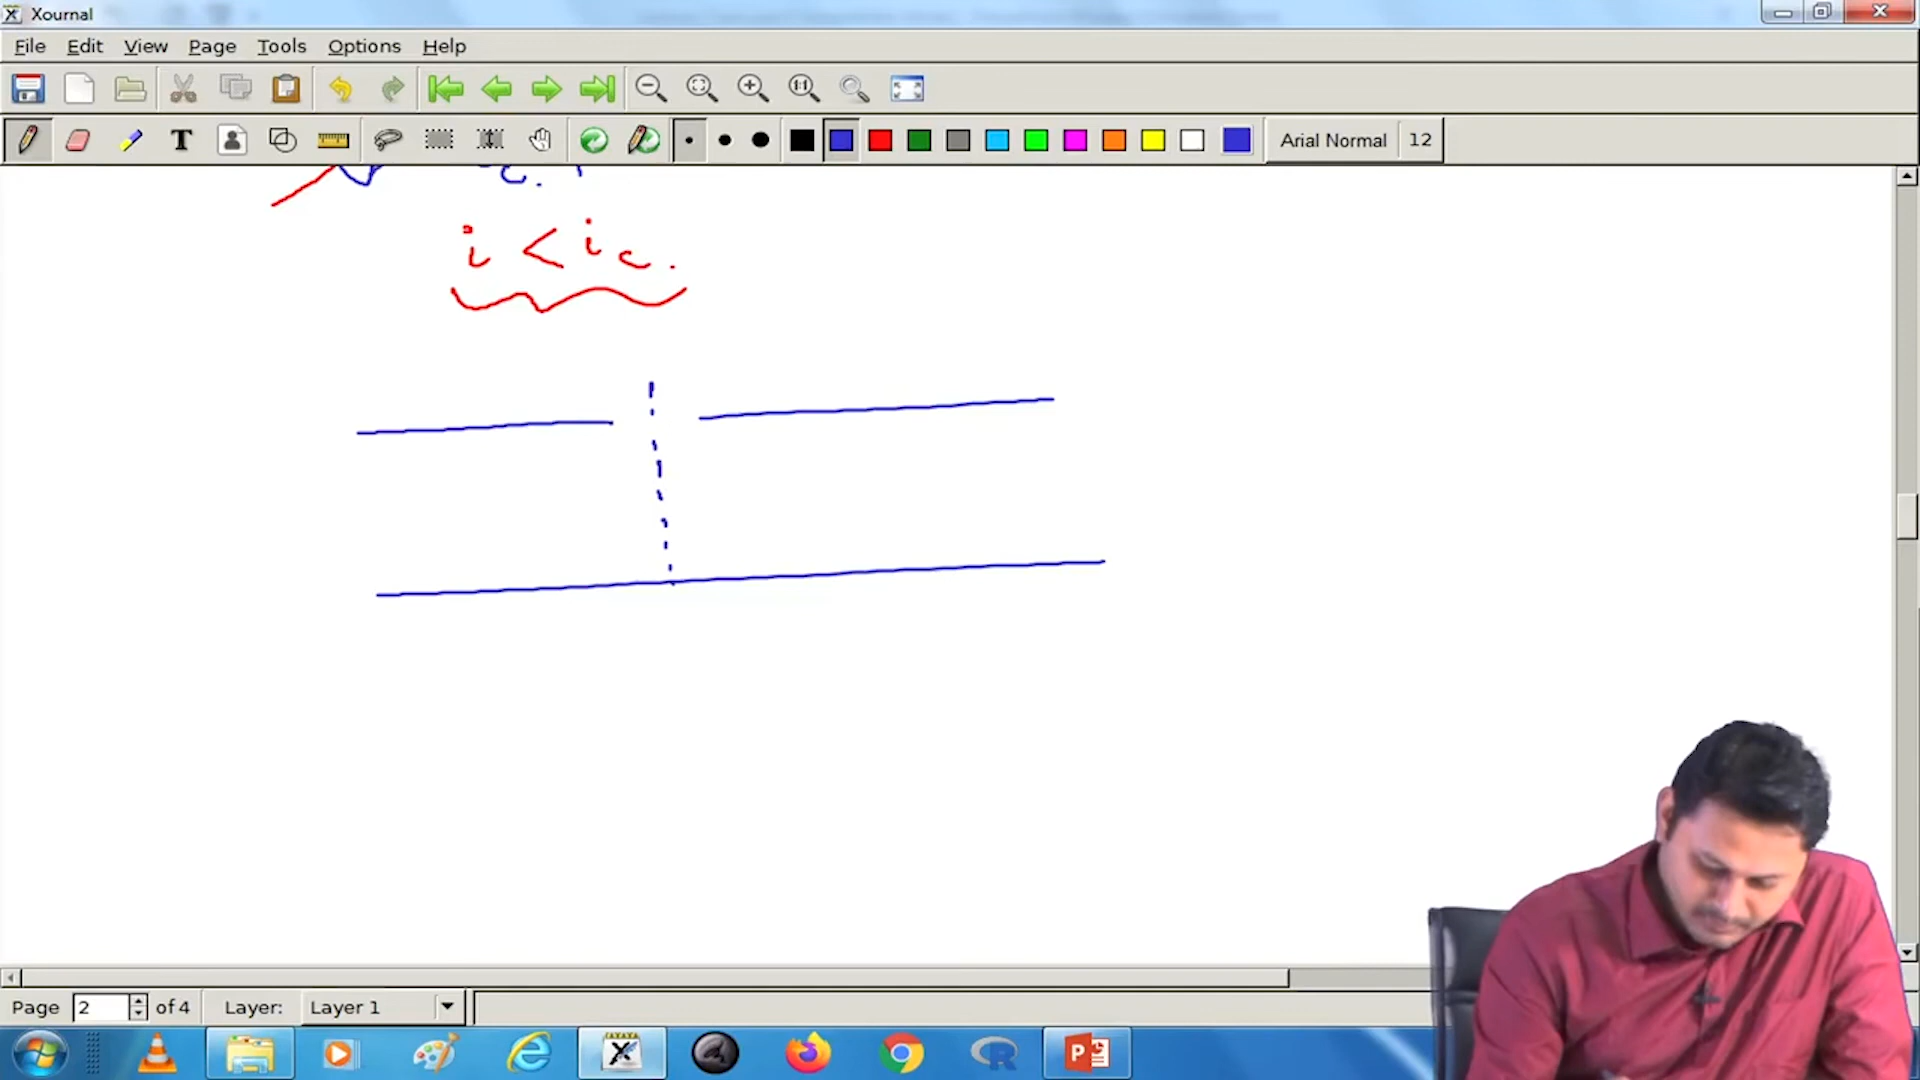 Xournal
File Edit View Page Tools Options Help
T Arial Normal 12
c.
i < ic.
Page 2 of 4 Layer: Layer 1